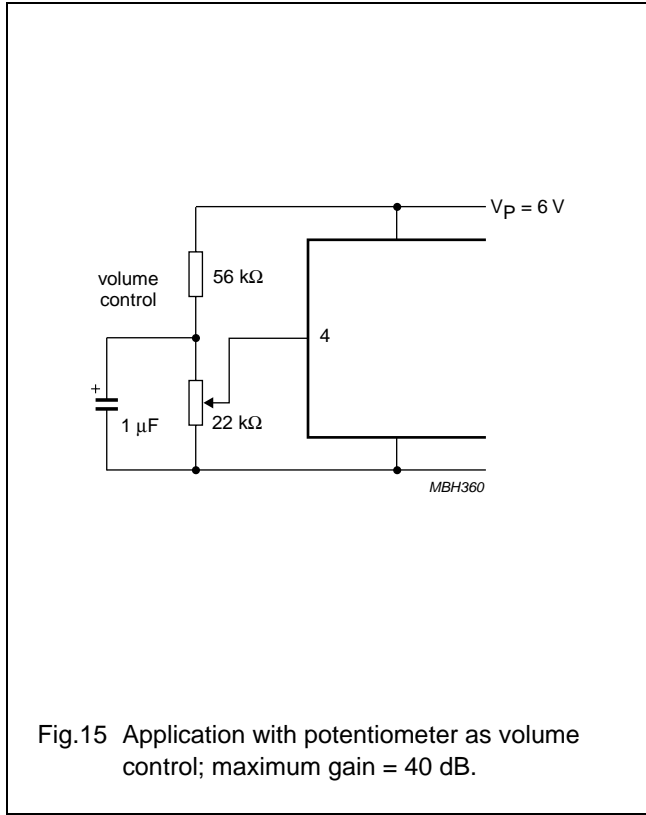 V_P = 6 V
volume
control
56 kΩ
4
+
1 µF
22 kΩ
MBH360
Fig.15 Application with potentiometer as volume
control; maximum gain = 40 dB.